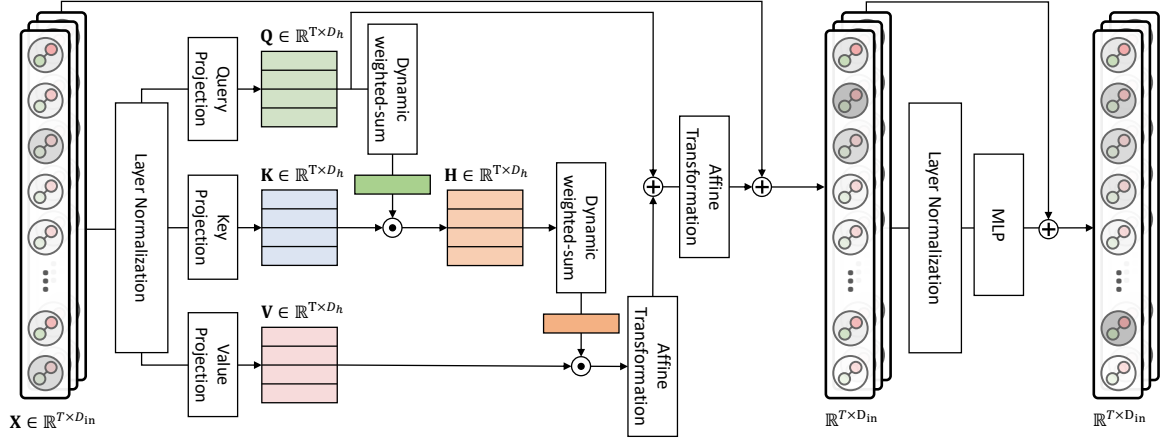 Q ∈ ℝ^{T×D_h}
Query
Projection
Dynamic
weighted-sum
Layer Normalization
K ∈ ℝ^{T×D_h}
Key
Projection
H ∈ ℝ^{T×D_h}
Dynamic
weighted-sum
V ∈ ℝ^{T×D_h}
Value
Projection
Affine
Transformation
Affine
Transformation
Layer Normalization
MLP
X ∈ ℝ^{T×D_in}
ℝ^{T×D_in}
ℝ^{T×D_in}